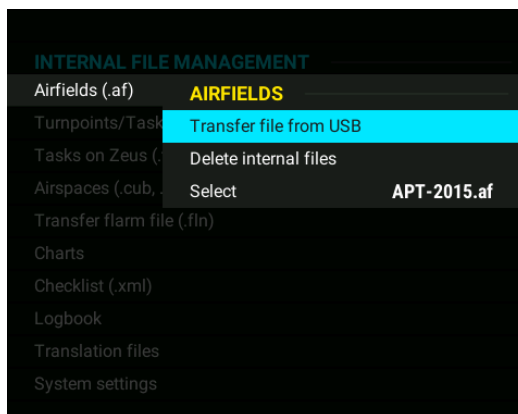 INTERNAL FILE MANAGEMENT
Airfields (.af)
AIRFIELDS
Turnpoints/Task
Transfer file from USB
Tasks on Zeus (.
Delete internal files
Airspaces (.cub, .
Select APT-2015.af
Transfer flarm file (.fln)
Charts
Checklist (.xml)
Logbook
Translation files
System settings